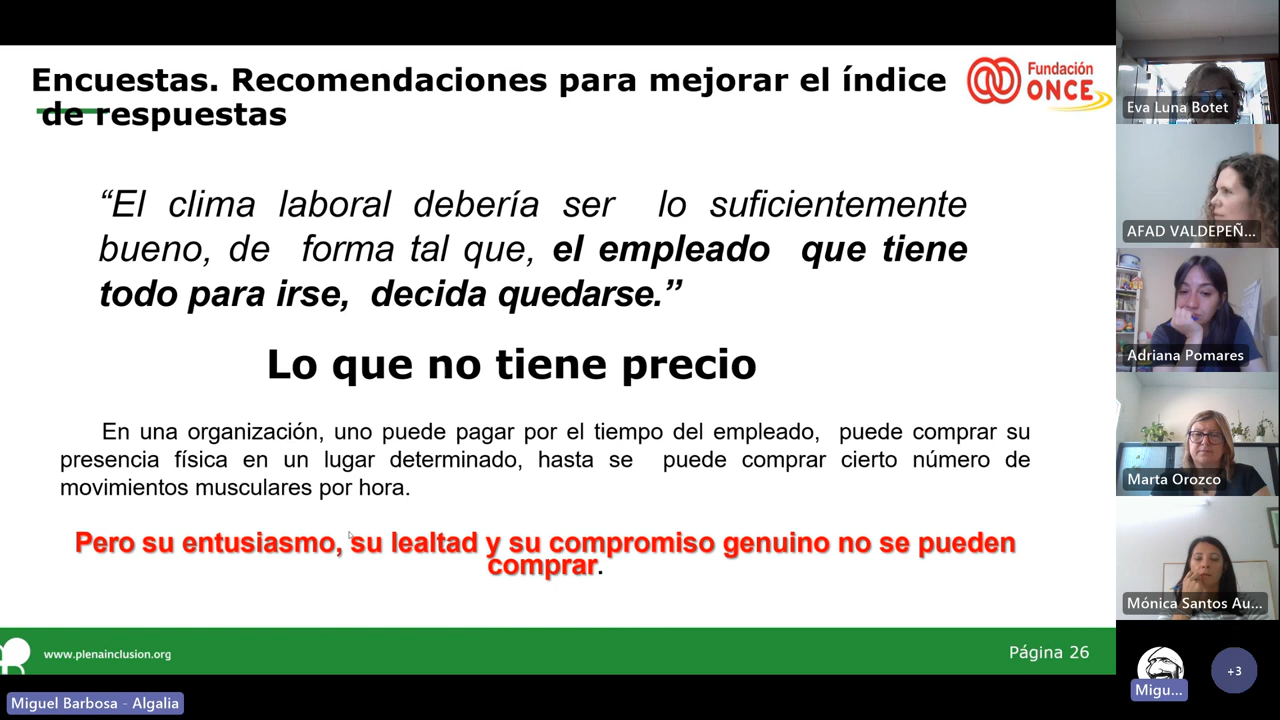 Encuestas. Recomendaciones para mejorar el índice
de respuestas
Fundación
ONCE
“El clima laboral debería ser lo suficientemente
bueno, de forma tal que, el empleado que tiene
todo para irse, decida quedarse.”
Lo que no tiene precio
En una organización, uno puede pagar por el tiempo del empleado, puede comprar su
presencia física en un lugar determinado, hasta se puede comprar cierto número de
movimientos musculares por hora.
Pero su entusiasmo, su lealtad y su compromiso genuino no se pueden
comprar.
www.plenainclusion.org
Página 26
Miguel Barbosa - Algalia
Eva Luna Botet
AFAD VALDEPEÑ...
Adriana Pomares
Marta Orozco
Mónica Santos Au...
Migu...
+3